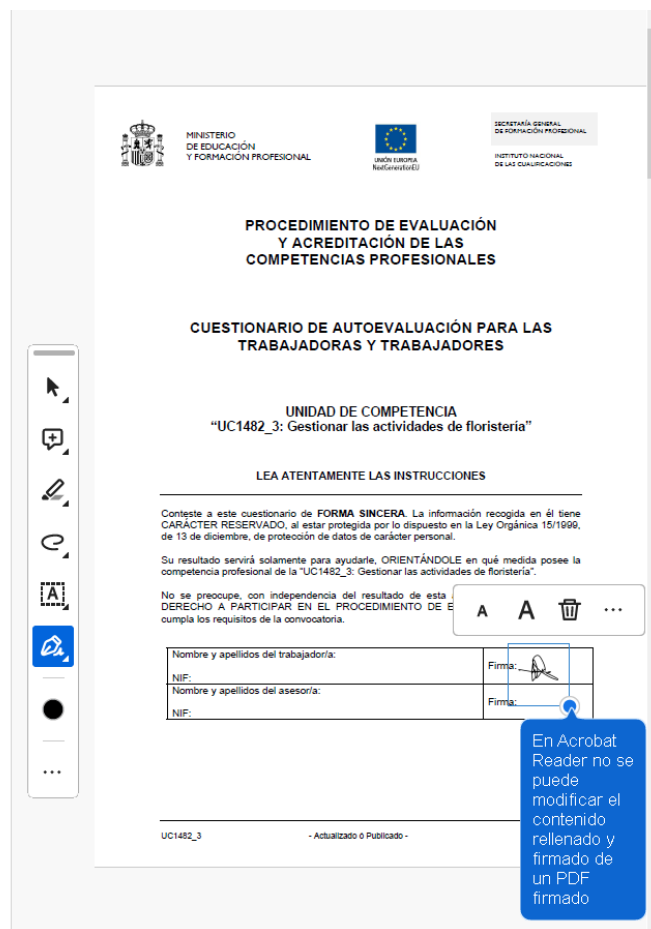 MINISTERIO
DE EDUCACIÓN
Y FORMACIÓN PROFESIONAL
UNIÓN EUROPEA
NextGenerationEU
SECRETARÍA GENERAL
DE FORMACIÓN PROFESIONAL
INSTITUTO NACIONAL
DE LAS CUALIFICACIONES
PROCEDIMIENTO DE EVALUACIÓN
Y ACREDITACIÓN DE LAS
COMPETENCIAS PROFESIONALES
CUESTIONARIO DE AUTOEVALUACIÓN PARA LAS
TRABAJADORAS Y TRABAJADORES
UNIDAD DE COMPETENCIA
“UC1482_3: Gestionar las actividades de floristería”
LEA ATENTAMENTE LAS INSTRUCCIONES
Conteste a este cuestionario de FORMA SINCERA. La información recogida en él tiene
CARÁCTER RESERVADO, al estar protegida por lo dispuesto en la Ley Orgánica 15/1999,
de 13 de diciembre, de protección de datos de carácter personal.
Su resultado servirá solamente para ayudarle, ORIENTÁNDOLE en qué medida posee la
competencia profesional de la “UC1482_3: Gestionar las actividades de floristería”.
No se preocupe, con independencia del resultado de esta
DERECHO A PARTICIPAR EN EL PROCEDIMIENTO DE E
cumpla los requisitos de la convocatoria.
A A ...
Nombre y apellidos del trabajador/a:
NIF:
Firma:
Nombre y apellidos del asesor/a:
NIF:
Firma:
En Acrobat
Reader no se
puede
modificar el
contenido
rellenado y
firmado de
un PDF
firmado
UC1482_3
- Actualizado ó Publicado -